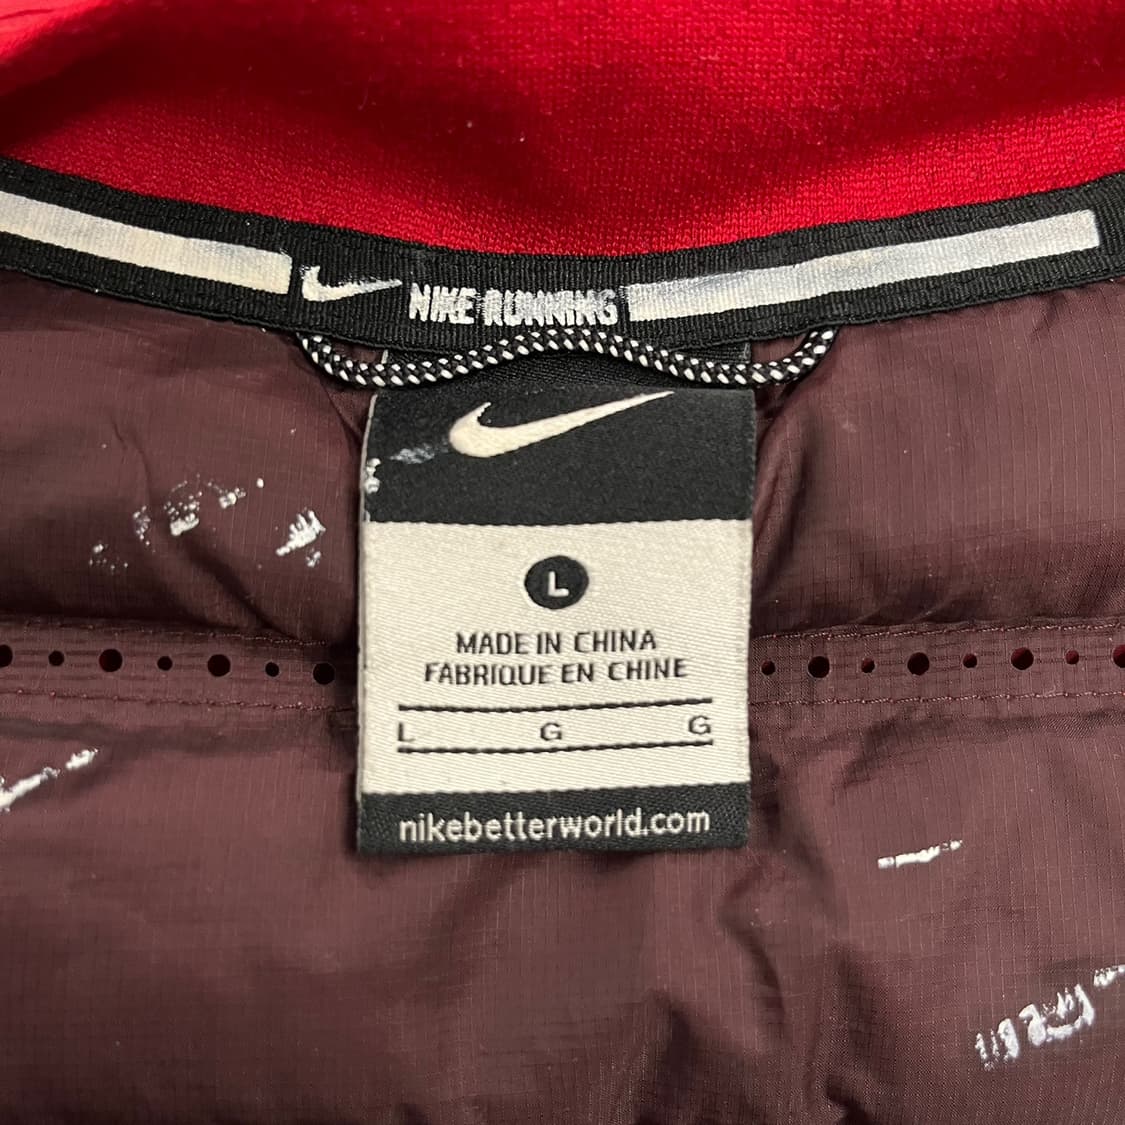 NIKE RUNNING
L
MADE IN CHINA
FABRIQUE EN CHINE
L G G
nikebetterworld.com